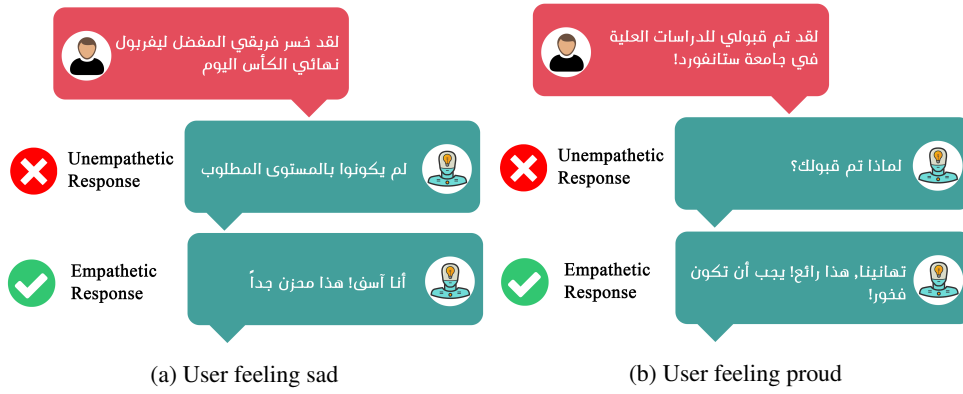 لقد خسر فريقي المفضل ليفربول
نهائي الكأس اليوم
Unempathetic
Response
لم يكونوا بالمستوى المطلوب
Empathetic
Response
أنا آسف! هذا محزن جداً
(a) User feeling sad
لقد تم قبولي للدراسات العلية
في جامعة ستانفورد!
Unempathetic
Response
لماذا تم قبولك؟
Empathetic
Response
تهانينا, هذا رائع! يجب أن تكون
فخور!
(b) User feeling proud